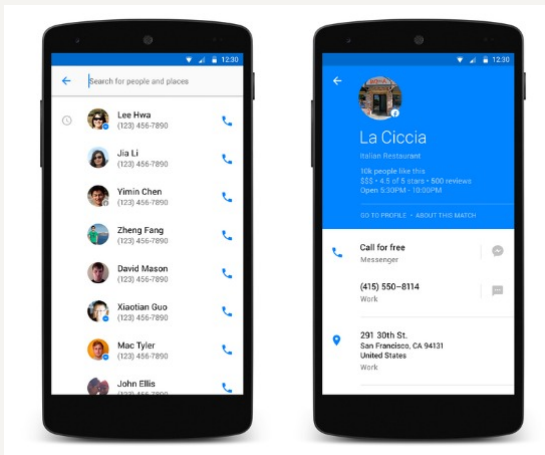 12:30
Search for people and places
Lee Hwa
(123) 456-7890
Jia Li
(123) 456-7890
Yimin Chen
(123) 456-7890
Zheng Fang
(123) 456-7890
David Mason
(123) 456-7890
Xiaotian Guo
(123) 456-7890
Mac Tyler
(123) 456-7890
John Ellis
(123) 456-7890
12:30
La Ciccia
Italian Restaurant
10k people like this
$$$ • 4.5 of 5 stars • 500 reviews
Open 5:30PM - 10:00PM
GO TO PROFILE • ABOUT THIS MATCH
Call for free
Messenger
(415) 550-8114
Work
291 30th St.
San Francisco, CA 94131
United States
Work